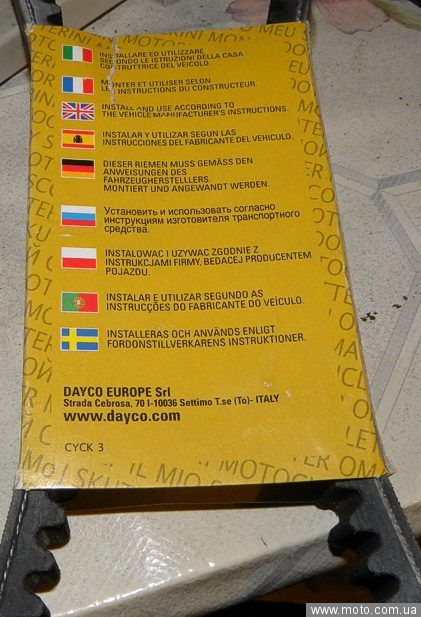 INSTALLARE ED UTILIZZARE
SECONDO LE ISTRUZIONI DELLA CASA
COSTRUTTRICE DEL VEICOLO.
MONTER ET UTILISER SELON
LES INSTRUCTIONS DU CONSTRUCTEUR.
INSTALL AND USE ACCORDING TO
THE VEHICLE MANUFACTURER'S INSTRUCTIONS.
INSTALAR Y UTILIZAR SEGUN LAS
INSTRUCCIONES DEL FABRICANTE DEL VEHICULO.
DIESER RIEMEN MUSS GEMÄSS DEN
ANWEISUNGEN DES
FAHRZEUGHERSTELLERS
MONTIERT UND ANGEWANDT WERDEN.
Установить и использовать согласно
инструкциям изготовителя транспортного
средства.
INSTALOWAC I UZYWAC ZGODNIE Z
INSTRUKCJAMI FIRMY, BEDACEJ PRODUCENTEM
POJAZDU.
INSTALAR E UTILIZAR SEGUNDO AS
INSTRUCÇÕES DO FABRICANTE DO VEÍCULO.
INSTALLERAS OCH ANVÄNDS ENLIGT
FORDONSTILLVERKARENS INSTRUKTIONER.
DAYCO EUROPE Srl
Strada Cebrosa, 70 I-10036 Settimo T.se (To)- ITALY
www.dayco.com
CYCK 3
IL MIO MOTOCI
www.moto.com.ua